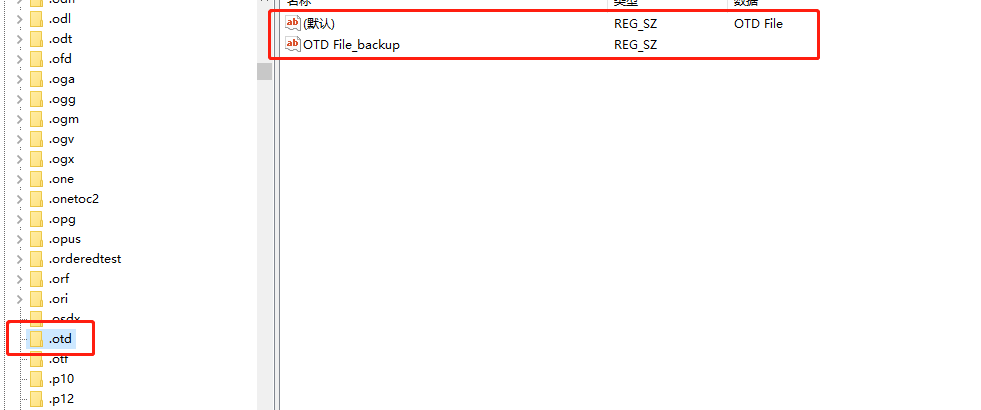 .odl
.odt
.ofd
.oga
.ogg
.ogm
.ogv
.ogx
.one
.onetoc2
.opg
.opus
.orderedtest
.orf
.ori
.osdx
.otd
.otf
.p10
.p12
名称 类型 数据
(默认) REG_SZ OTD File
OTD File_backup REG_SZ